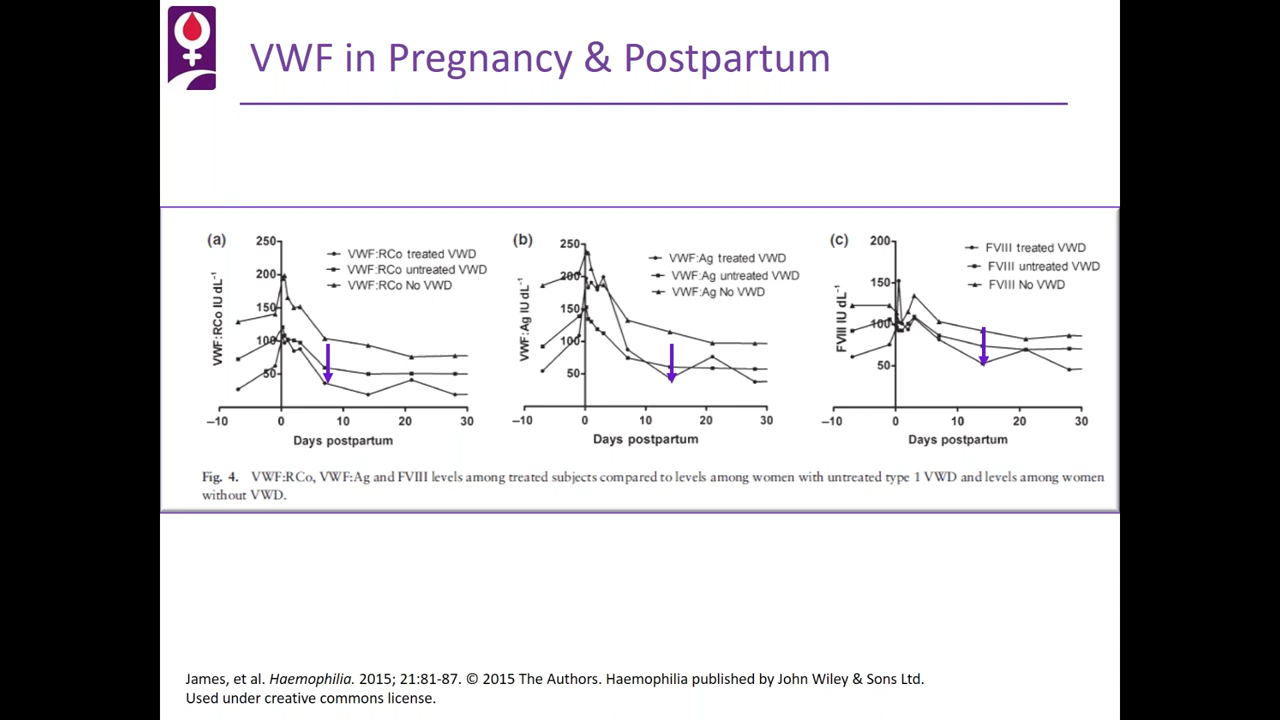 VWF in Pregnancy & Postpartum
(a)
250
200
150
100
50
VWF:RCo IU dL-1
VWF:RCo treated VWD
VWF:RCo untreated VWD
VWF:RCo No VWD
–10 0 10 20 30
Days postpartum
(b)
250
200
150
100
50
VWF:Ag IU dL-1
VWF:Ag treated VWD
VWF:Ag untreated VWD
VWF:Ag No VWD
–10 0 10 20 30
Days postpartum
(c)
200
150
100
50
FVIII IU dL-1
FVIII treated VWD
FVIII untreated VWD
FVIII No VWD
–10 0 10 20 30
Days postpartum
Fig. 4. VWF:RCo, VWF:Ag and FVIII levels among treated subjects compared to levels among women with untreated type 1 VWD and levels among women
without VWD.
James, et al. Haemophilia. 2015; 21:81-87. © 2015 The Authors. Haemophilia published by John Wiley & Sons Ltd.
Used under creative commons license.